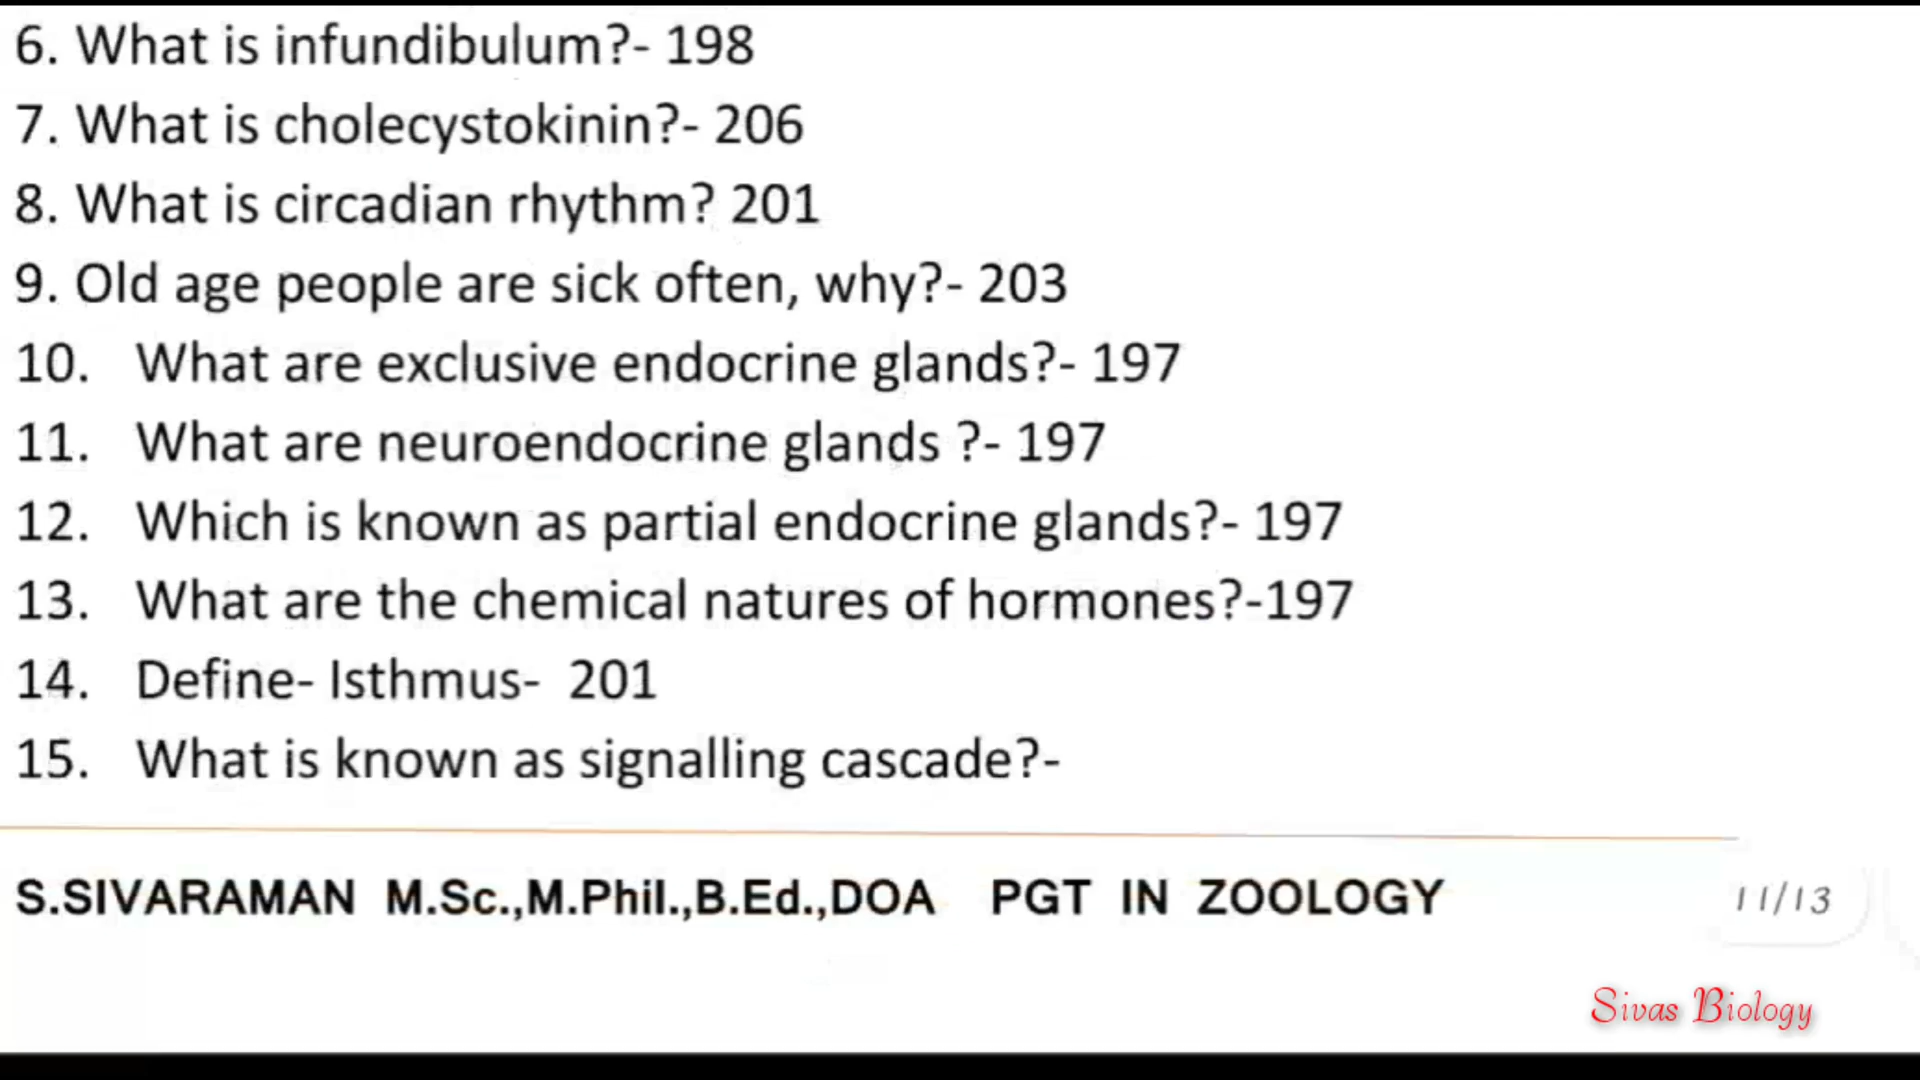 6. What is infundibulum?- 198
7. What is cholecystokinin?- 206
8. What is circadian rhythm? 201
9. Old age people are sick often, why?- 203
10. What are exclusive endocrine glands?- 197
11. What are neuroendocrine glands ?- 197
12. Which is known as partial endocrine glands?- 197
13. What are the chemical natures of hormones?-197
14. Define- Isthmus- 201
15. What is known as signalling cascade?-
S.SIVARAMAN M.Sc.,M.Phil.,B.Ed.,DOA PGT IN ZOOLOGY
11/13
Sivas Biology